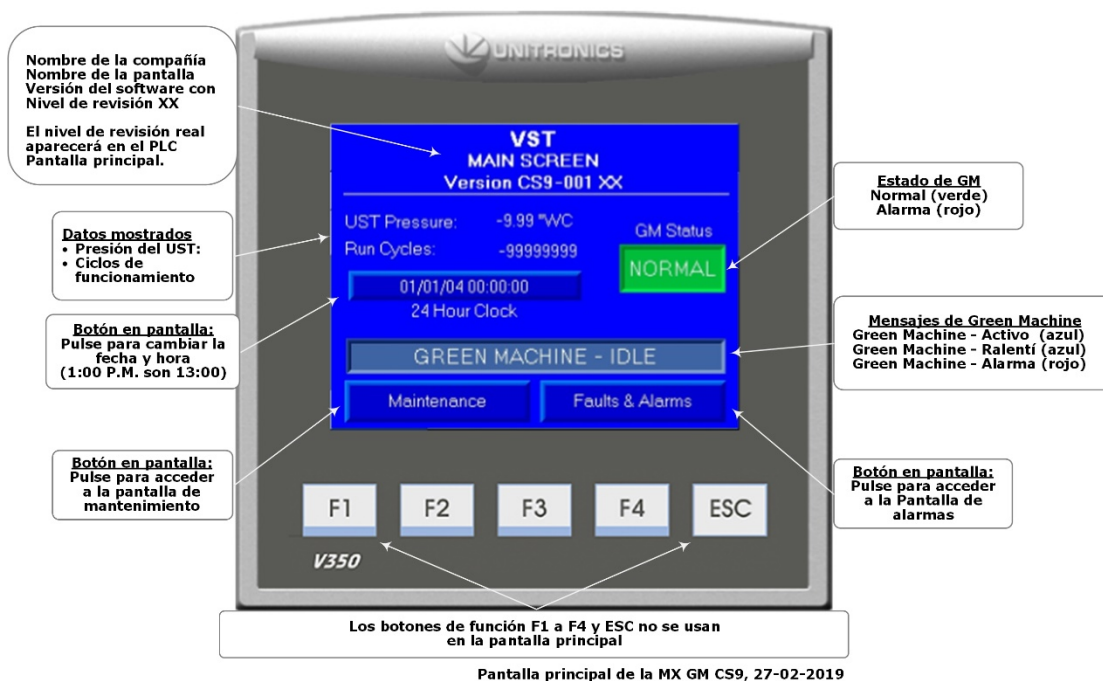 UNITRONICS
Nombre de la compañía
Nombre de la pantalla
Versión del software con
Nivel de revisión XX
El nivel de revisión real
aparecerá en el PLC
Pantalla principal.
VST
MAIN SCREEN
Version CS9-001 XX
UST Pressure: -9.99 "WC
Run Cycles: -99999999
GM Status
NORMAL
01/01/04 00:00:00
24 Hour Clock
GREEN MACHINE - IDLE
Maintenance
Faults & Alarms
Datos mostrados
• Presión del UST:
• Ciclos de
funcionamiento
Botón en pantalla:
Pulse para cambiar la
fecha y hora
(1:00 P.M. son 13:00)
Botón en pantalla:
Pulse para acceder
a la pantalla de
mantenimiento
Estado de GM
Normal (verde)
Alarma (rojo)
Mensajes de Green Machine
Green Machine - Activo (azul)
Green Machine - Ralentí (azul)
Green Machine - Alarma (rojo)
Botón en pantalla:
Pulse para acceder
a la Pantalla de
alarmas
F1 F2 F3 F4 ESC
V350
Los botones de función F1 a F4 y ESC no se usan
en la pantalla principal
Pantalla principal de la MX GM CS9, 27-02-2019